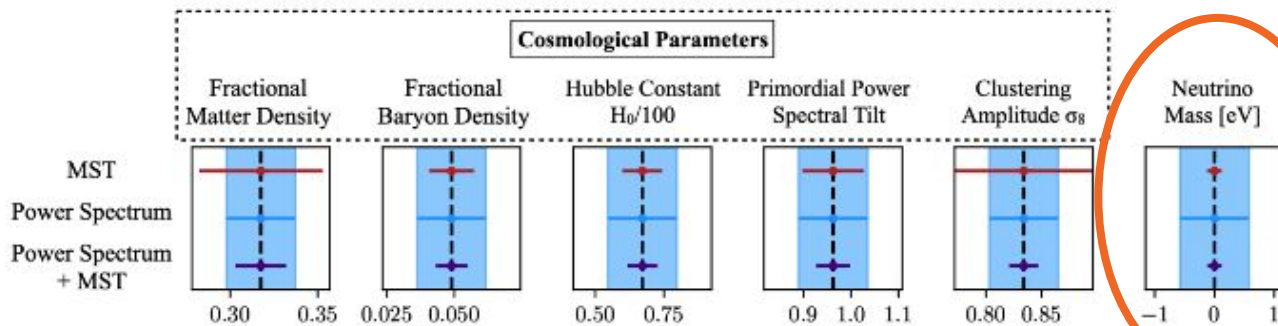 Cosmological Parameters
Fractional
Matter Density
Fractional
Baryon Density
Hubble Constant
H₀/100
Primordial Power
Spectral Tilt
Clustering
Amplitude σ₈
Neutrino
Mass [eV]
MST
Power Spectrum
Power Spectrum
+ MST
0.30 0.35
0.025 0.050
0.50 0.75
0.9 1.0 1.1
0.80 0.85
−1 0 1